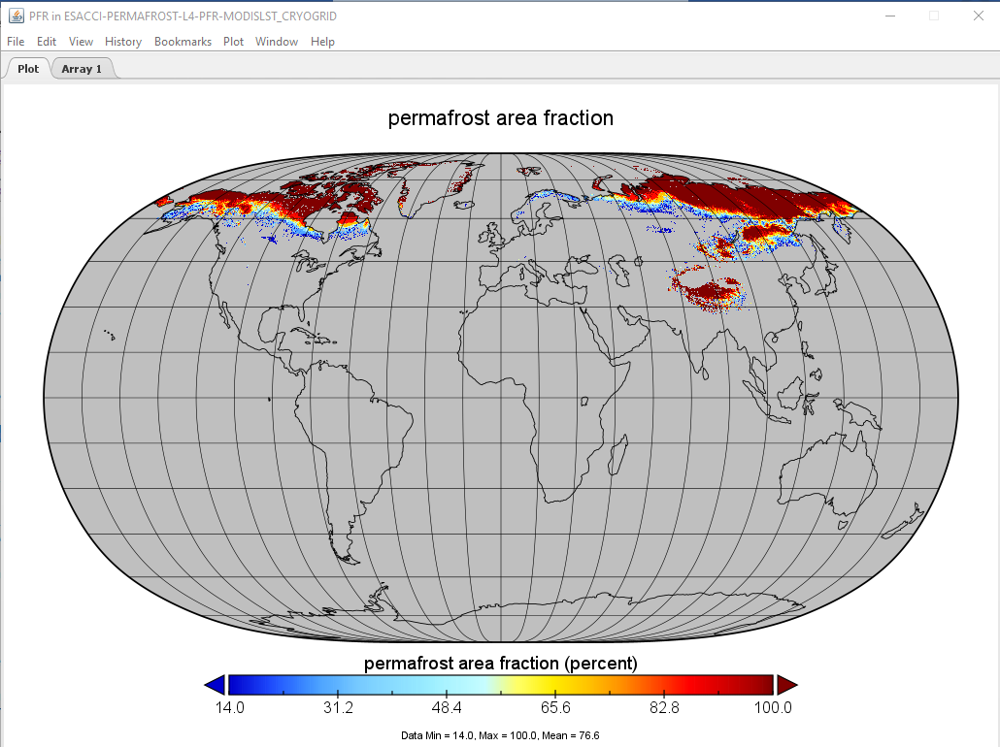 PFR in ESACCI-PERMAFROST-L4-PFR-MODISLST_CRYOGRID
File Edit View History Bookmarks Plot Window Help
Plot Array 1
permafrost area fraction
permafrost area fraction (percent)
14.0 31.2 48.4 65.6 82.8 100.0
Data Min = 14.0, Max = 100.0, Mean = 76.6